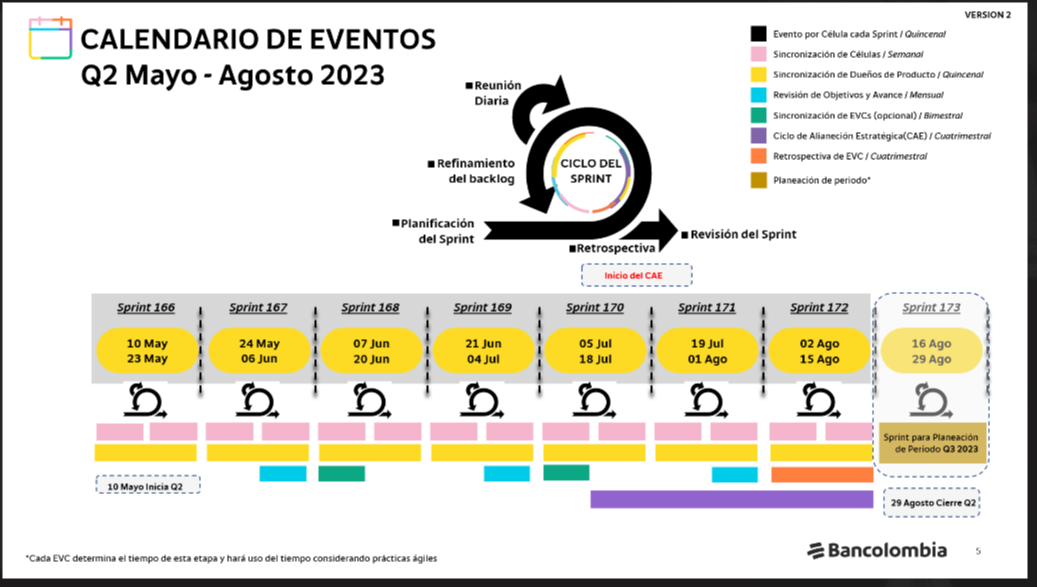 VERSION 2
CALENDARIO DE EVENTOS
Q2 Mayo - Agosto 2023
Evento por Célula cada Sprint / Quincenal
Sincronización de Células / Semanal
Sincronización de Dueños de Producto / Quincenal
Revisión de Objetivos y Avance / Mensual
Sincronización de EVCs (opcional) / Bimestral
Ciclo de Alianeción Estratégica(CAE) / Cuatrimestral
Retrospectiva de EVC / Cuatrimestral
Planeación de periodo*
Reunión
Diaria
Refinamiento
del backlog
CICLO DEL
SPRINT
Planificación
del Sprint
Retrospectiva
Revisión del Sprint
Inicio del CAE
Sprint 166
Sprint 167
Sprint 168
Sprint 169
Sprint 170
Sprint 171
Sprint 172
Sprint 173
10 May
23 May
24 May
06 Jun
07 Jun
20 Jun
21 Jun
04 Jul
05 Jul
18 Jul
19 Jul
01 Ago
02 Ago
15 Ago
16 Ago
29 Ago
Sprint para Planeación
de Período Q3 2023
10 Mayo Inicia Q2
29 Agosto Cierre Q2
*Cada EVC determina el tiempo de esta etapa y hará uso del tiempo considerando prácticas ágiles
Bancolombia
5